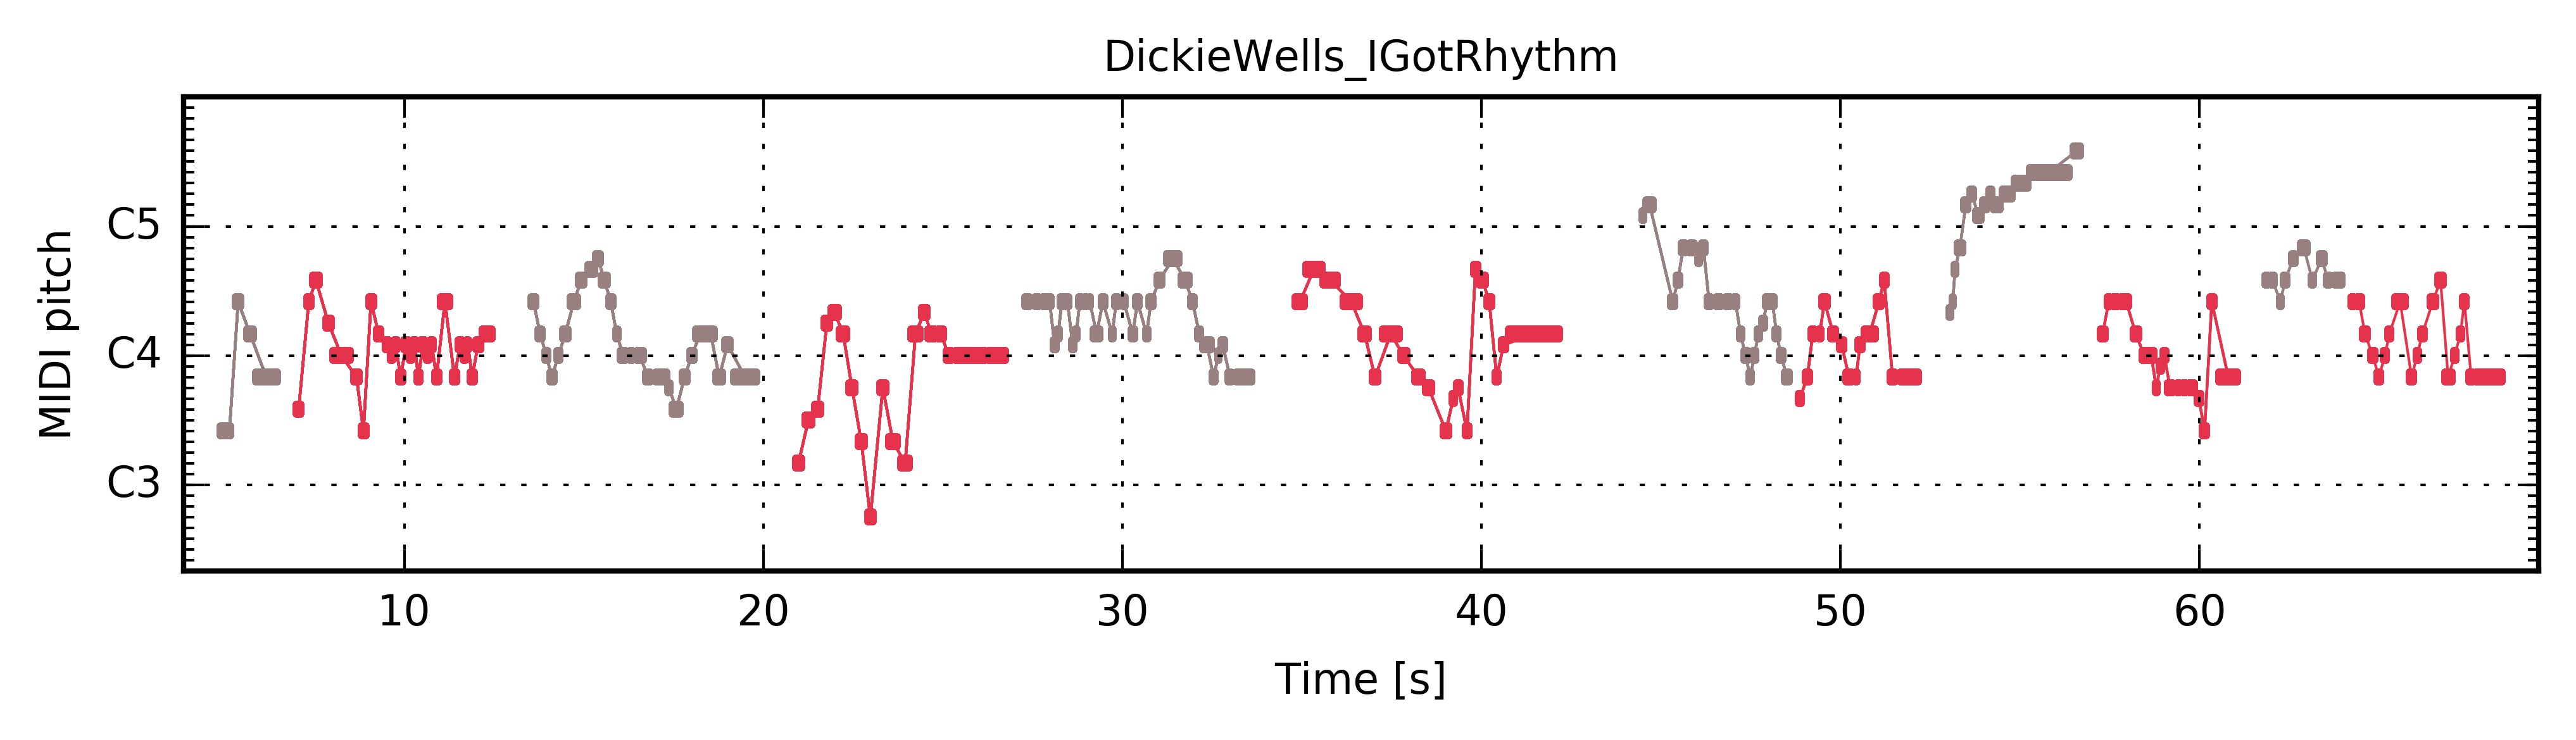 DickieWells_IGotRhythm
MIDI pitch
C5
C4
C3
10 20 30 40 50 60
Time [s]